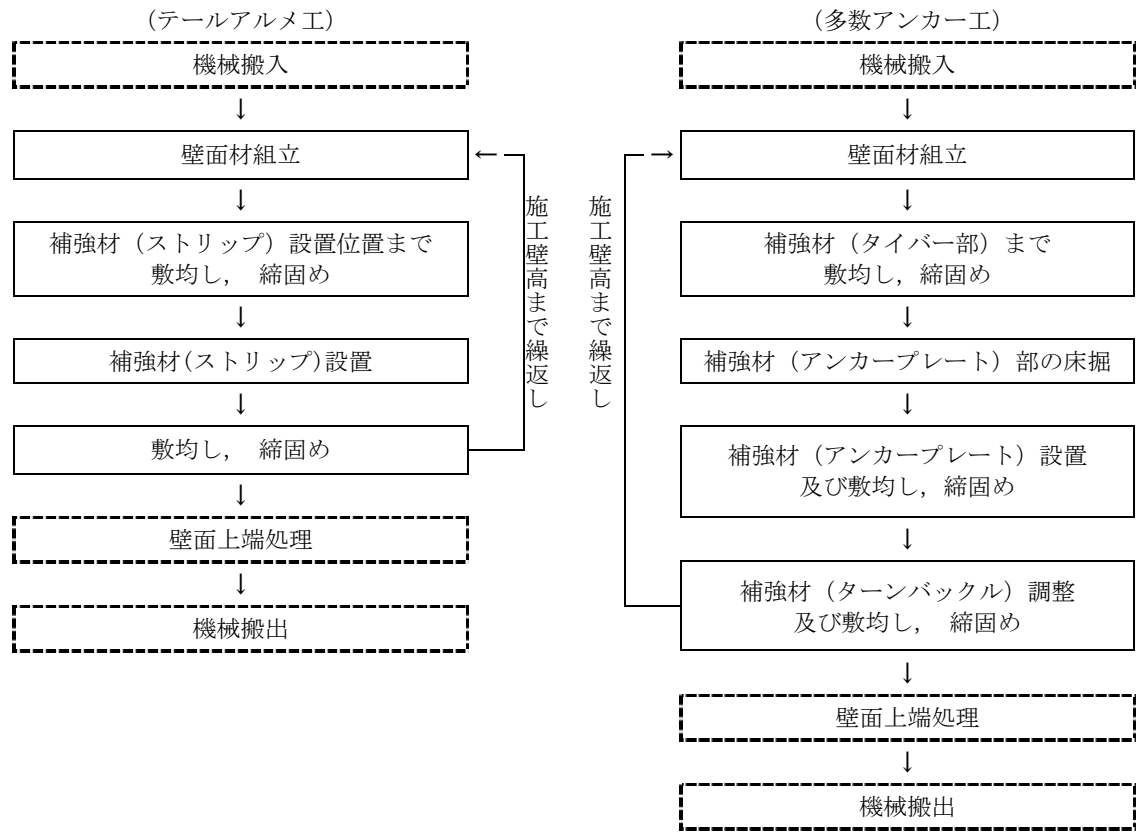 (テールアルメ工)
機械搬入
↓
壁面材組立
↓
補強材（ストリップ）設置位置まで
敷均し， 締固め
↓
補強材(ストリップ)設置
↓
敷均し， 締固め
↓
壁面上端処理
↓
機械搬出
←
施工壁高まで繰返し
(多数アンカー工)
機械搬入
↓
壁面材組立
↓
補強材（タイバー部）まで
敷均し，締固め
↓
補強材（アンカープレート）部の床掘
↓
補強材（アンカープレート）設置
及び敷均し，締固め
↓
補強材（ターンバックル）調整
及び敷均し， 締固め
↓
壁面上端処理
↓
機械搬出
→
施工壁高まで繰返し